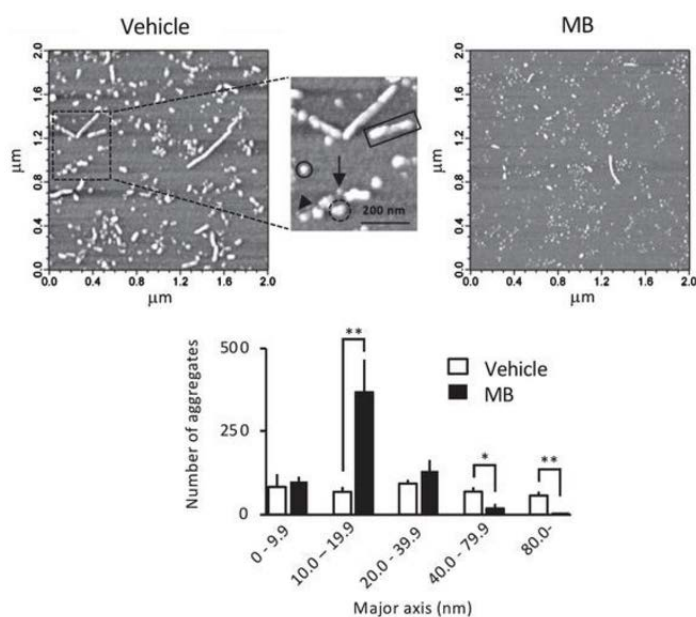 Vehicle
MB
2.0
1.6
1.2
0.8
0.4
0.0
μm
0.0 0.4 0.8 1.2 1.6 2.0
μm
200 nm
2.0
1.6
1.2
0.8
0.4
0.0
μm
0.0 0.4 0.8 1.2 1.6 2.0
μm
Number of aggregates
500
250
0
**
*
**
Vehicle
MB
0 - 9.9
10.0 – 19.9
20.0 - 39.9
40.0 - 79.9
80.0-
Major axis (nm)